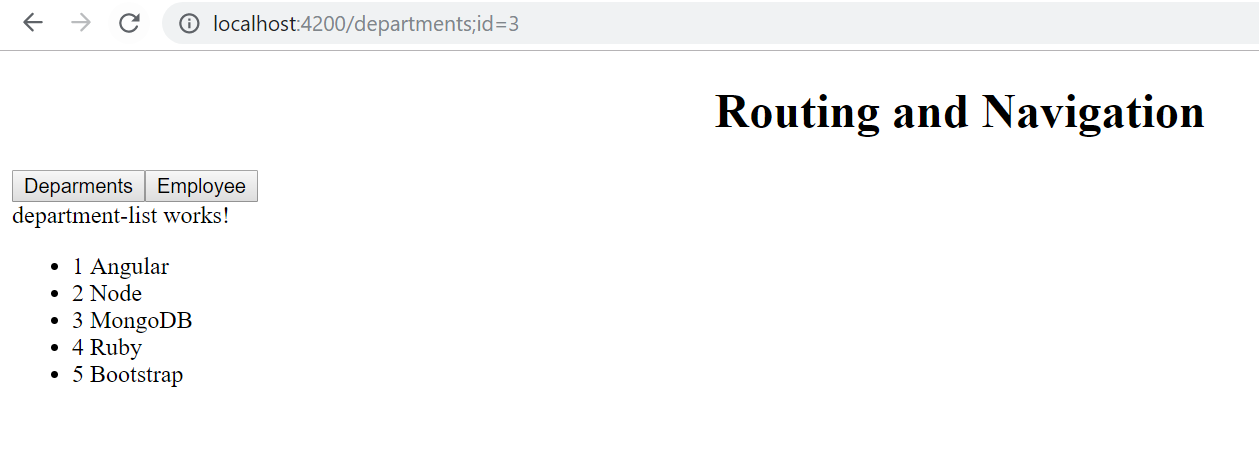 localhost:4200/departments;id=3
Routing and Navigation
Deparments Employee
department-list works!
1 Angular
2 Node
3 MongoDB
4 Ruby
5 Bootstrap